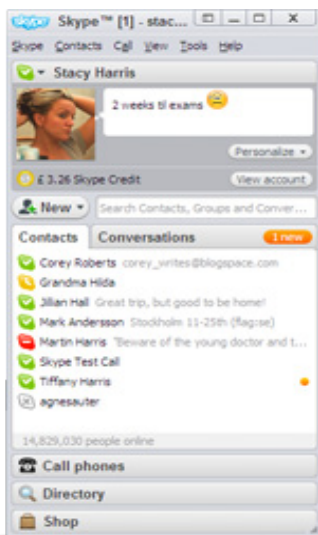 skype Skype™ [1] - stac...
Skype Contacts Call View Tools Help
Stacy Harris
2 weeks til exams
Personalize
£ 3.26 Skype Credit View account
New Search Contacts, Groups and Conver...
Contacts Conversations 1 new
Corey Roberts corey_writes@blogspace.com
Grandma Hilda
Jillian Hall Great trip, but good to be home!
Mark Andersson Stockholm 11-25th (flag:se)
Martin Harris "Beware of the young doctor and t...
Skype Test Call
Tiffany Harris
agnesauter
14,829,030 people online
Call phones
Directory
Shop